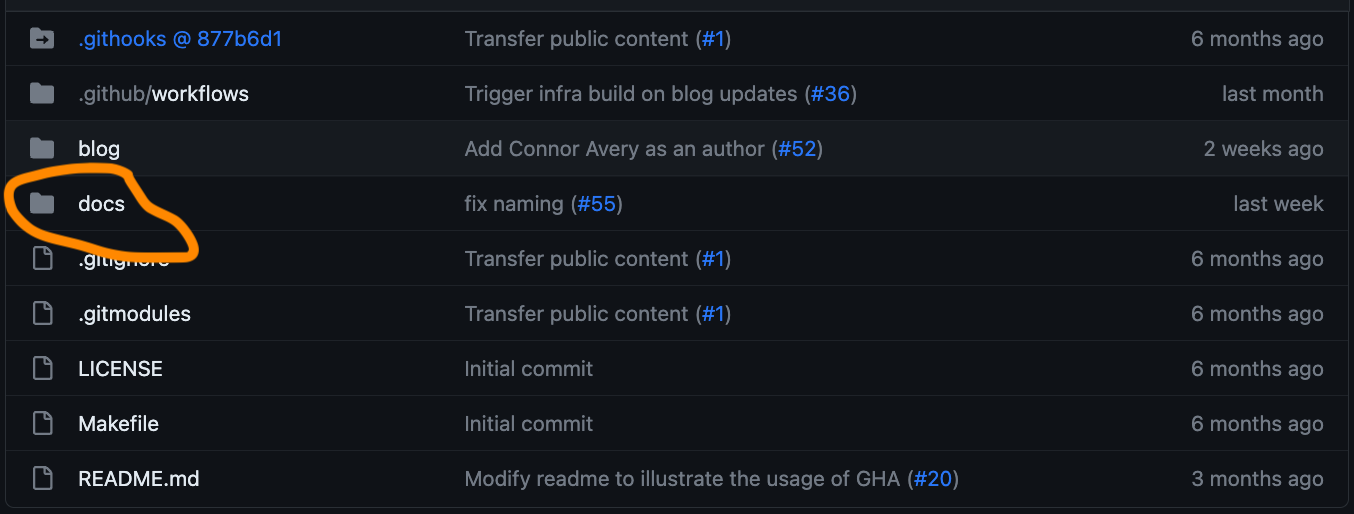 .githooks @ 877b6d1 Transfer public content (#1) 6 months ago
.github/workflows Trigger infra build on blog updates (#36) last month
blog Add Connor Avery as an author (#52) 2 weeks ago
docs fix naming (#55) last week
.gitignore Transfer public content (#1) 6 months ago
.gitmodules Transfer public content (#1) 6 months ago
LICENSE Initial commit 6 months ago
Makefile Initial commit 6 months ago
README.md Modify readme to illustrate the usage of GHA (#20) 3 months ago